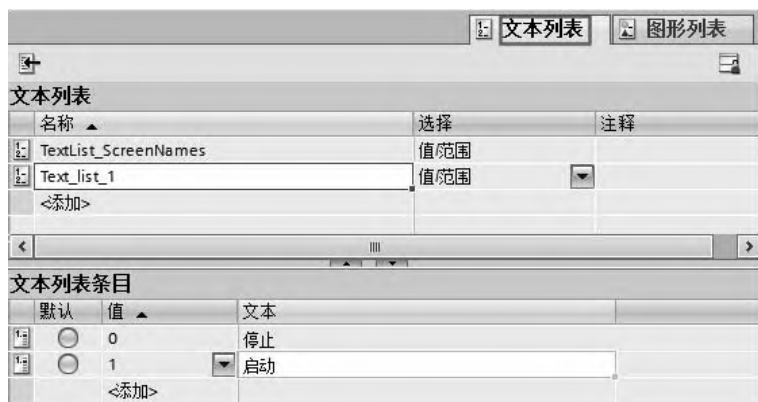 文本列表 图形列表
文本列表
名称 选择 注释
TextList_ScreenNames 值/范围
Text_list_1 值/范围
<添加>
文本列表条目
默认 值 文本
0 停止
1 启动
<添加>